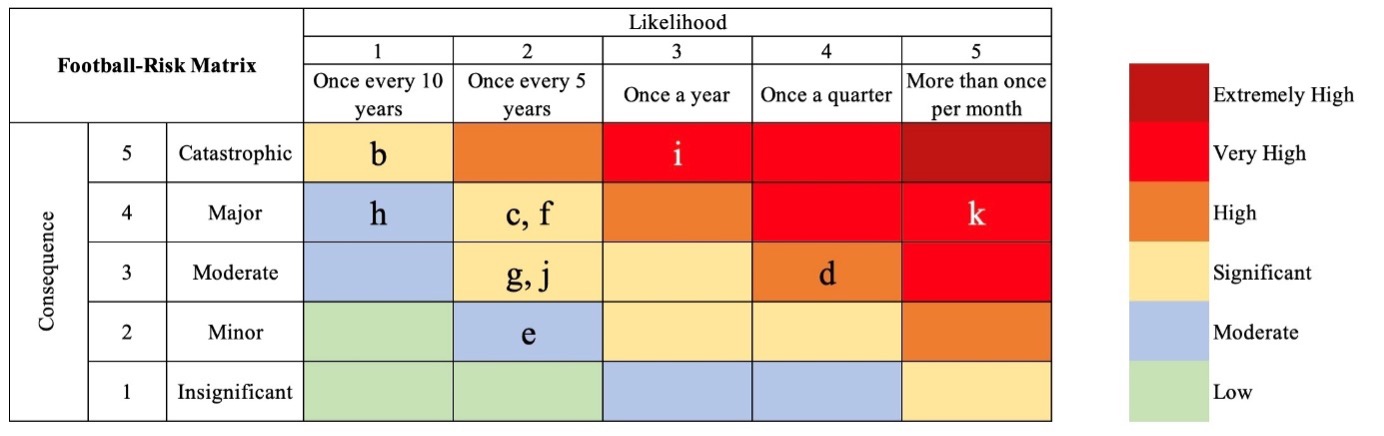 Football-Risk Matrix
Likelihood
1 2 3 4 5
Once every 10 years
Once every 5 years
Once a year
Once a quarter
More than once per month
Consequence
5 Catastrophic b i
4 Major h c, f k
3 Moderate g, j d
2 Minor e
1 Insignificant
Extremely High
Very High
High
Significant
Moderate
Low